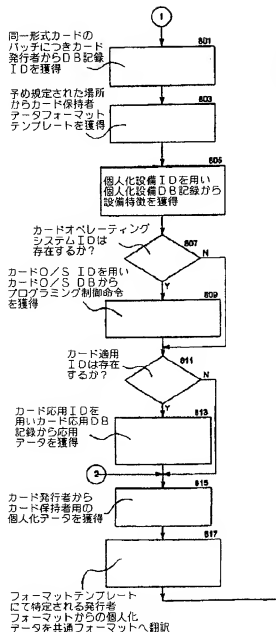 1
同一形式カードの
バッチにつきカード
発行者からDB記録
IDを獲得
801
予め規定された場所
からカード保持者
データフォーマット
テンプレートを獲得
803
805
個人化設備IDを用い
個人化設備DB記録から
設備特徴を獲得
カードオペレーティング
システムIDは
存在するか?
807
N
Y
カードO/S IDを用い
カードO/S DBから
プログラミング制御命令
を獲得
809
カード適用
IDは存在
するか?
811
N
Y
カード応用IDを
用いカード応用DB
記録から応用
データを獲得
813
2
カード発行者から
カード保持者用の
個人化データを獲得
815
817
フォーマットテンプレート
にて特定される発行者
フォーマットからの個人化
データを共通フォーマットへ翻訳